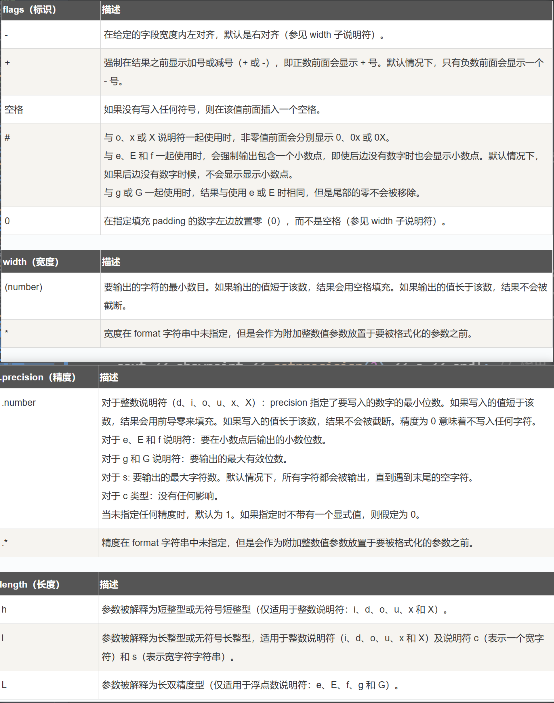 flags（标识） 描述
- 在给定的字段宽度内左对齐，默认是右对齐（参见 width 子说明符）。
+ 强制在结果之前显示加号或减号（+ 或 -），即正数前面会显示 + 号。默认情况下，只有负数前面会显示一个
- 号。
空格 如果没有写入任何符号，则在该值前面插入一个空格。
# 与 o、x 或 X 说明符一起使用时，非零值前面会分别显示 0、0x 或 0X。
与 e、E 和 f 一起使用时，会强制输出包含一个小数点，即使后边没有数字时也会显示小数点。默认情况下，
如果后边没有数字时候，不会显示显示小数点。
与 g 或 G 一起使用时，结果与使用 e 或 E 时相同，但是尾部的零不会被移除。
0 在指定填充 padding 的数字左边放置零（0），而不是空格（参见 width 子说明符）。
width（宽度） 描述
(number) 要输出的字符的最小数目。如果输出的值短于该数，结果会用空格填充。如果输出的值长于该数，结果不会被
截断。
* 宽度在 format 字符串中未指定，但是会作为附加整数值参数放置于要被格式化的参数之前。
.precision（精度） 描述
.number 对于整数说明符（d、i、o、u、x、X）：precision 指定了要写入的数字的最小位数。如果写入的值短于该
数，结果会用前导零来填充。如果写入的值长于该数，结果不会被截断。精度为 0 意味着不写入任何字符。
对于 e、E 和 f 说明符：要在小数点后输出的小数位数。
对于 g 和 G 说明符：要输出的最大有效位数。
对于 s: 要输出的最大字符数。默认情况下，所有字符都会被输出，直到遇到末尾的空字符。
对于 c 类型：没有任何影响。
当未指定任何精度时，默认为 1。如果指定时不带有一个显式值，则假定为 0。
.* 精度在 format 字符串中未指定，但是会作为附加整数值参数放置于要被格式化的参数之前。
length（长度） 描述
h 参数被解释为短整型或无符号短整型（仅适用于整数说明符：i、d、o、u、x 和 X）。
l 参数被解释为长整型或无符号长整型，适用于整数说明符（i、d、o、u、x 和 X）及说明符 c（表示一个宽字
符）和 s（表示宽字符字符串）。
L 参数被解释为长双精度型（仅适用于浮点数说明符：e、E、f、g 和 G）。